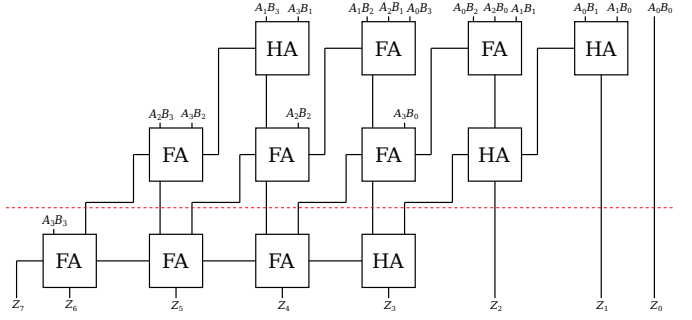 A₁B₃ A₃B₁ A₁B₂ A₂B₁ A₀B₃ A₀B₂ A₂B₀ A₁B₁ A₀B₁ A₁B₀ A₀B₀
HA FA FA HA
A₂B₃ A₃B₂ A₂B₂ A₃B₀
FA FA FA HA
A₃B₃
FA FA FA HA
Z₇ Z₆ Z₅ Z₄ Z₃ Z₂ Z₁ Z₀